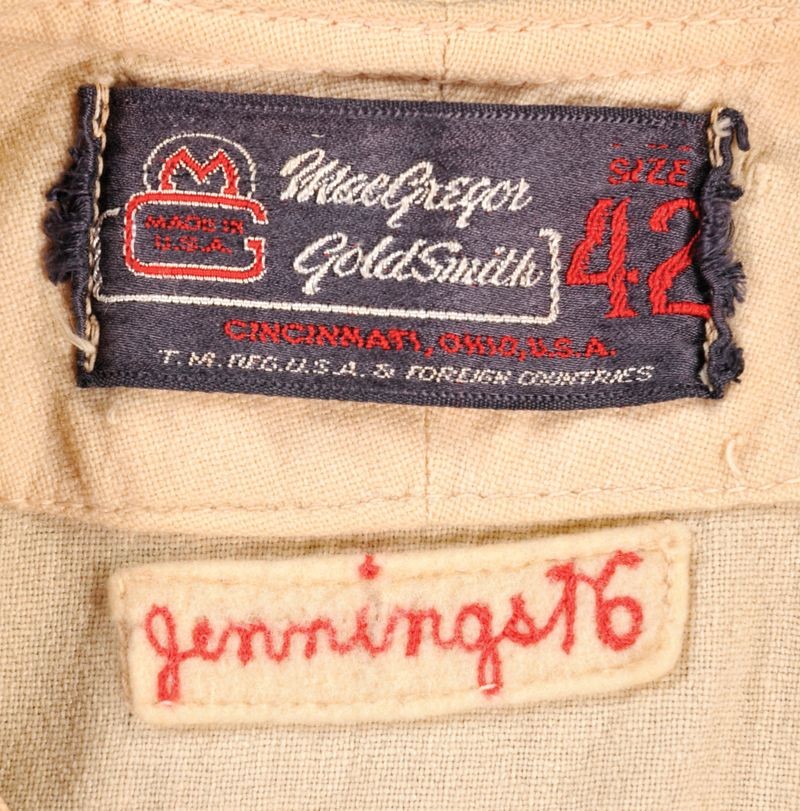 M
MADE IN
U.S.A.
MacGregor
GoldSmith
SIZE
42
CINCINNATI, OHIO, U.S.A.
T. M. REG. U.S.A. & FOREIGN COUNTRIES
Jennings 16